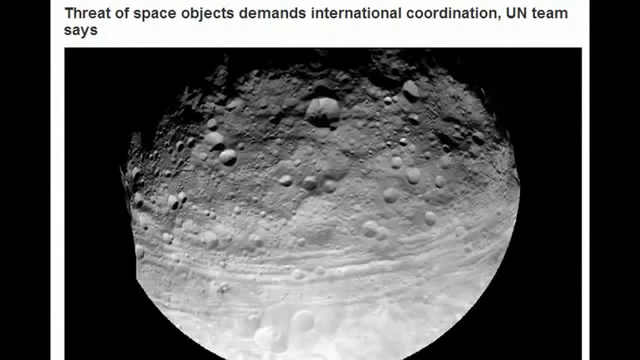 Threat of space objects demands international coordination, UN team
says